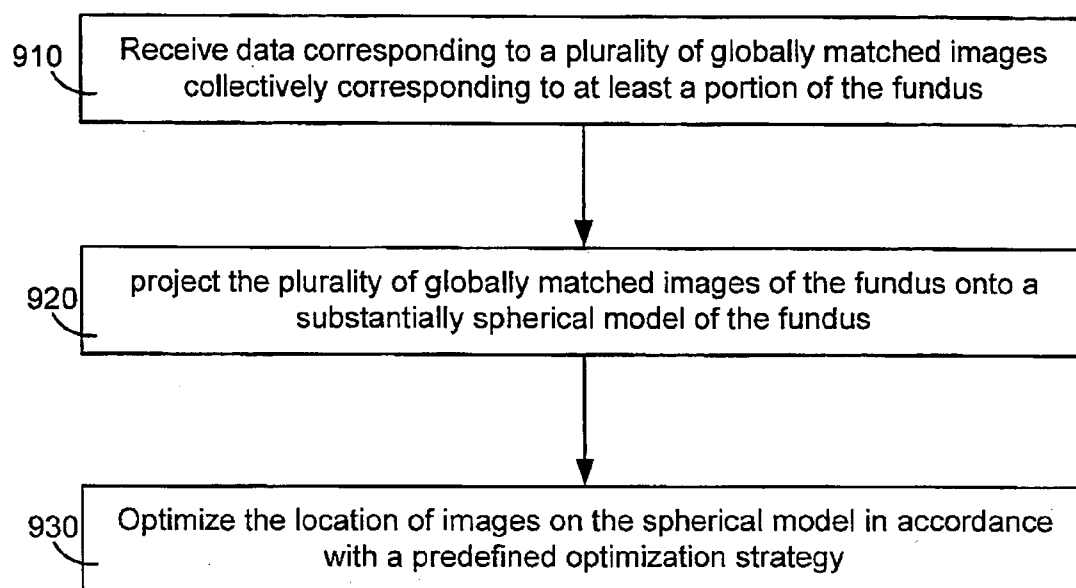 910
Receive data corresponding to a plurality of globally matched images
collectively corresponding to at least a portion of the fundus
920
project the plurality of globally matched images of the fundus onto a
substantially spherical model of the fundus
930
Optimize the location of images on the spherical model in accordance
with a predefined optimization strategy